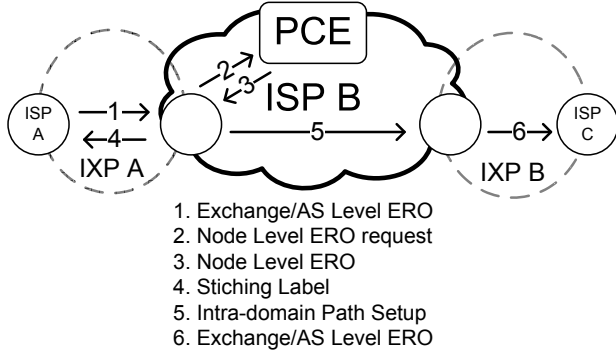 PCE
2
3
ISP B
ISP
A
1
4
5
6
ISP
C
IXP A
IXP B
1. Exchange/AS Level ERO
2. Node Level ERO request
3. Node Level ERO
4. Stiching Label
5. Intra-domain Path Setup
6. Exchange/AS Level ERO